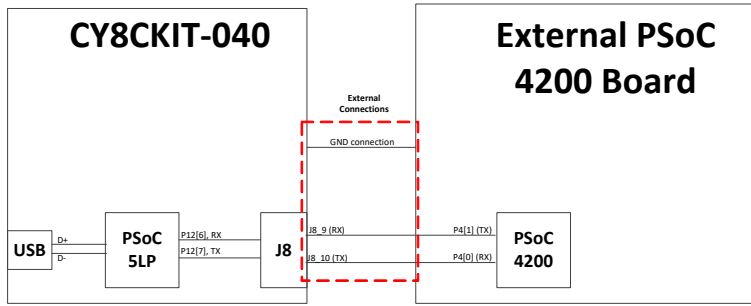 CY8CKIT-040
External PSoC
4200 Board
External
Connections
GND connection
USB
D+
D-
PSoC
5LP
P12[6], RX
P12[7], TX
J8
J8_9 (RX)
J8_10 (TX)
P4[1] (TX)
P4[0] (RX)
PSoC
4200